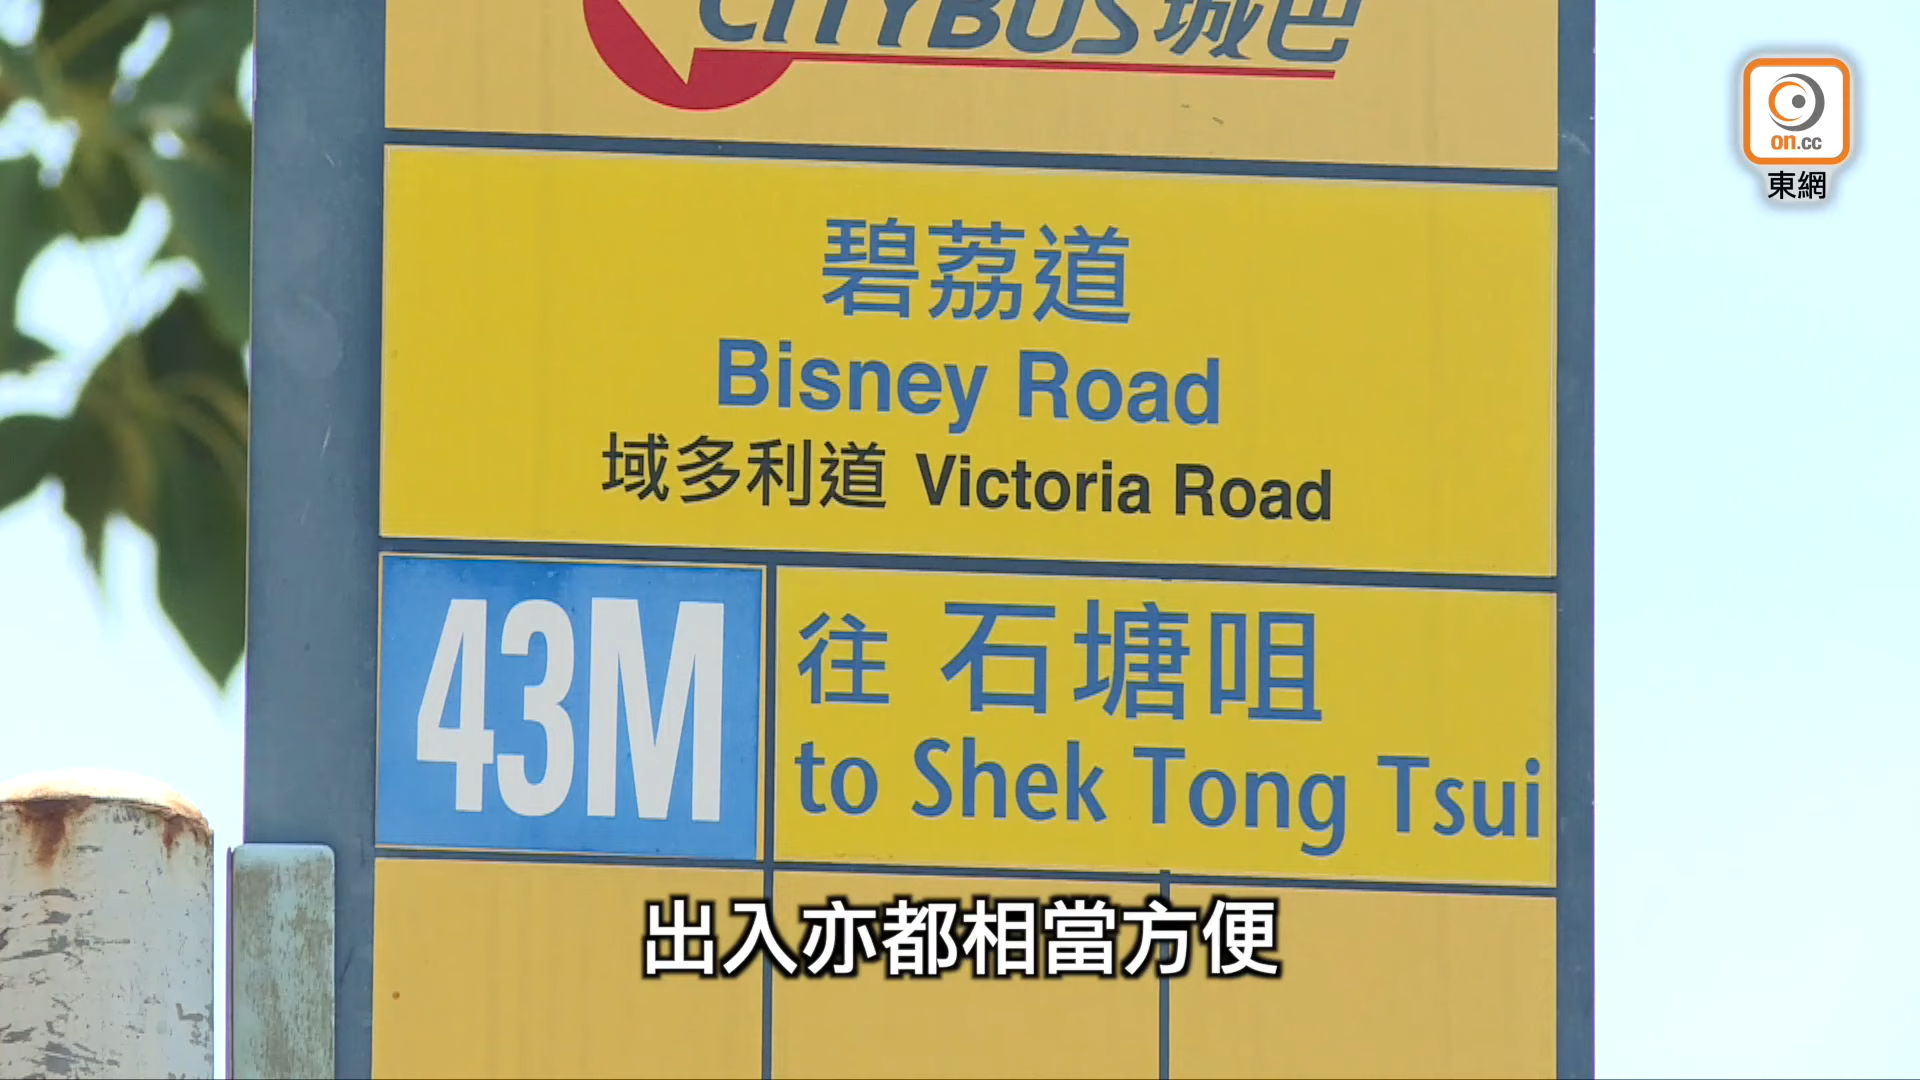 CITYBUS 城巴
on.cc
東網
碧荔道
Bisney Road
域多利道 Victoria Road
43M
往 石塘咀
to Shek Tong Tsui
出入亦都相當方便